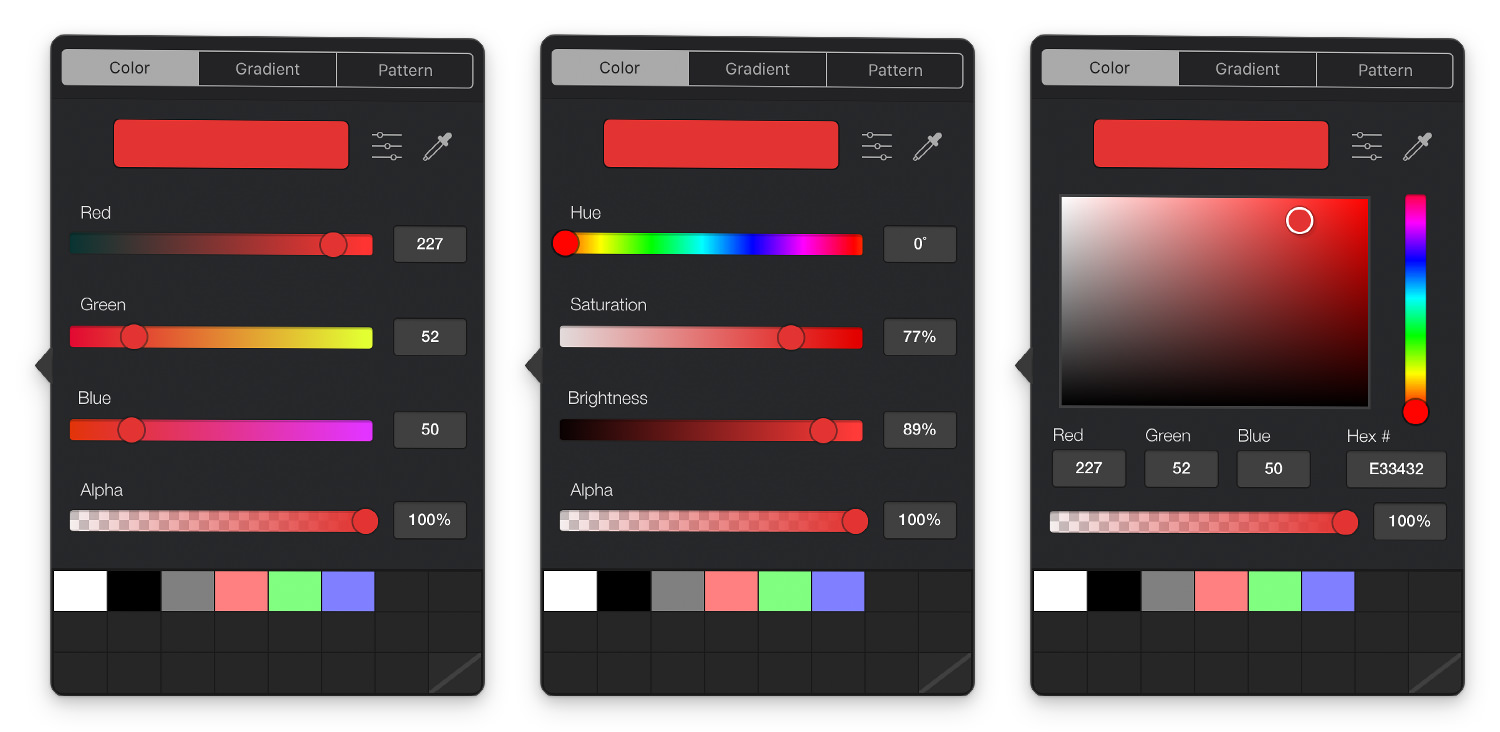 Color Gradient Pattern
Red
227
Green
52
Blue
50
Alpha
100%
Color Gradient Pattern
Hue
0°
Saturation
77%
Brightness
89%
Alpha
100%
Color Gradient Pattern
Red Green Blue Hex #
227 52 50 E33432
100%